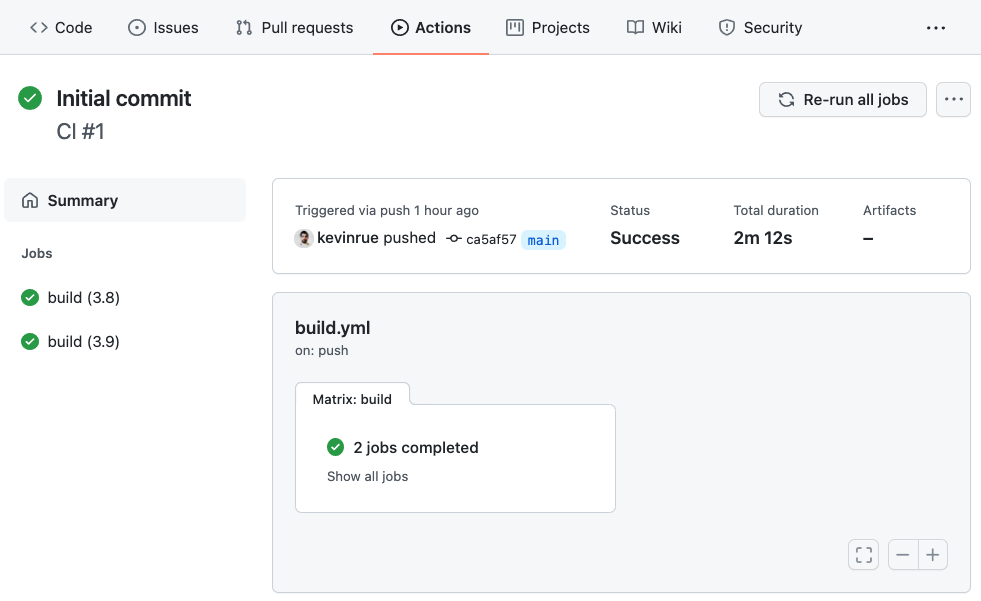 Code Issues Pull requests Actions Projects Wiki Security
Initial commit
CI #1
Re-run all jobs
Summary
Jobs
build (3.8)
build (3.9)
Triggered via push 1 hour ago
kevinrue pushed ca5af57 main
Status
Success
Total duration
2m 12s
Artifacts
–
build.yml
on: push
Matrix: build
2 jobs completed
Show all jobs